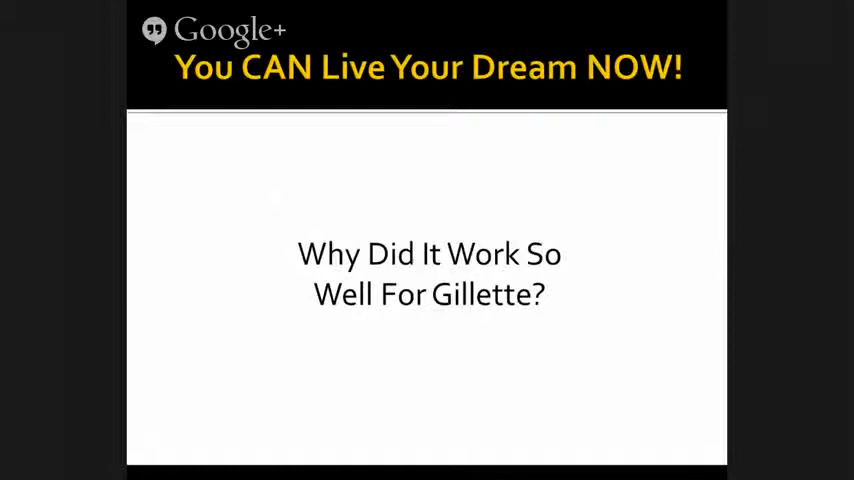 Google+
You CAN Live Your Dream NOW!
Why Did It Work So
Well For Gillette?